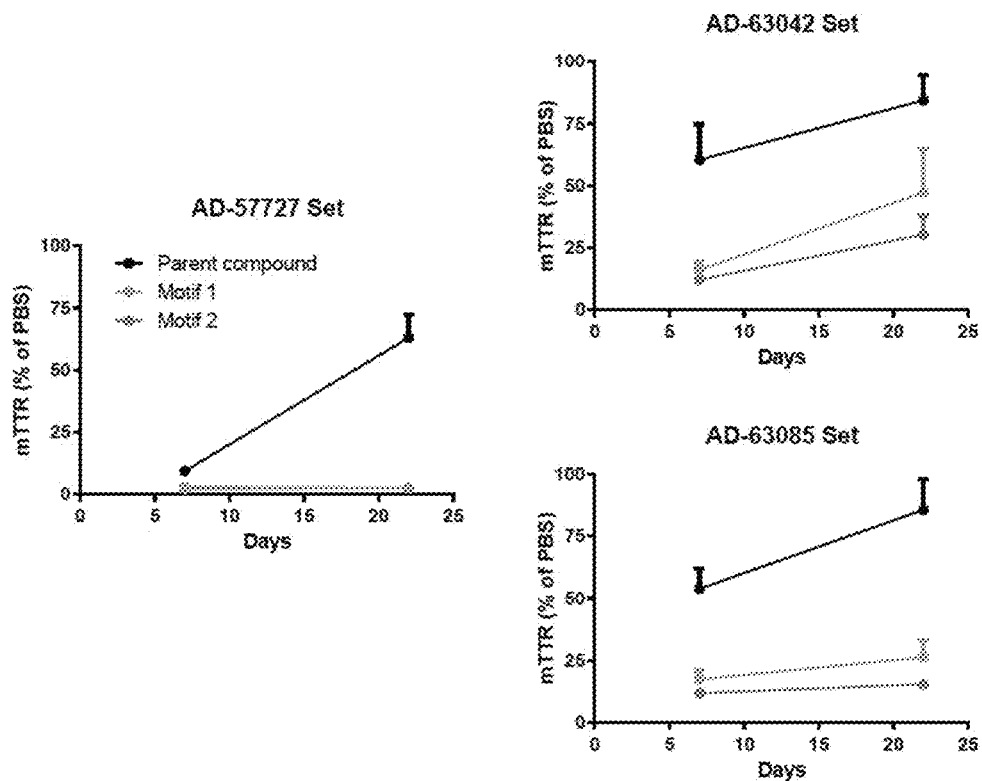 AD-57727 Set
mTTR (% of PBS)
100
75
50
25
0
Parent compound
Motif 1
Motif 2
0 5 10 15 20 25
Days
AD-63042 Set
mTTR (% of PBS)
100
75
50
25
0
0 5 10 15 20 25
Days
AD-63085 Set
mTTR (% of PBS)
100
75
50
25
0
0 5 10 15 20 25
Days